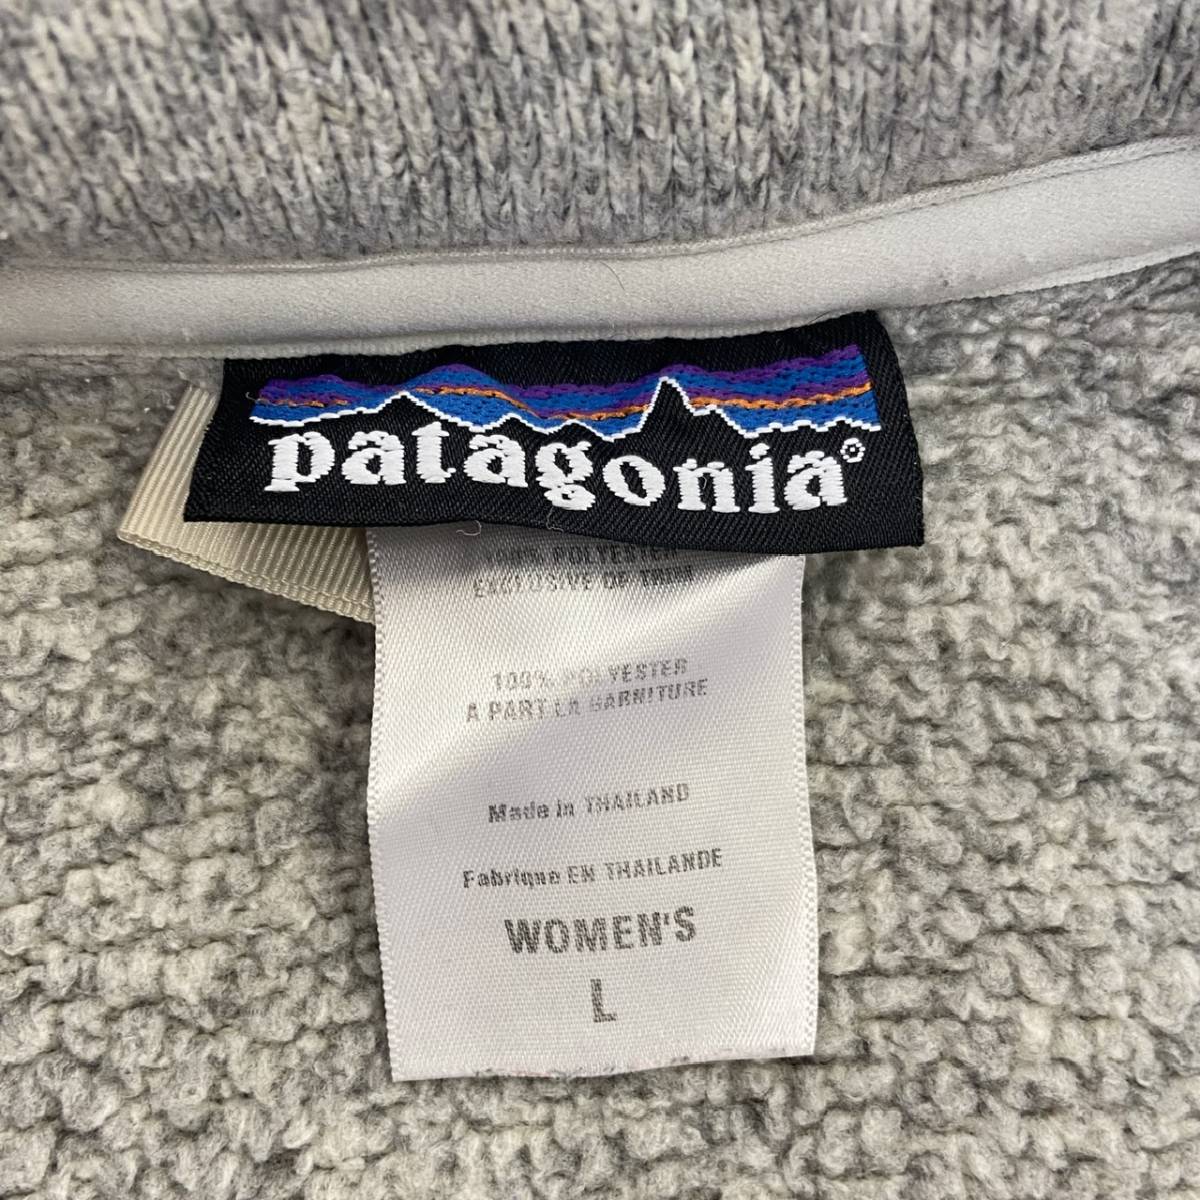 patagonia®
100% POLYESTER
EXCLUSIVE OF TRIM
100% POLYESTER
A PART LA GARNITURE
Made in THAILAND
Fabrique EN THAILANDE
WOMEN'S
L